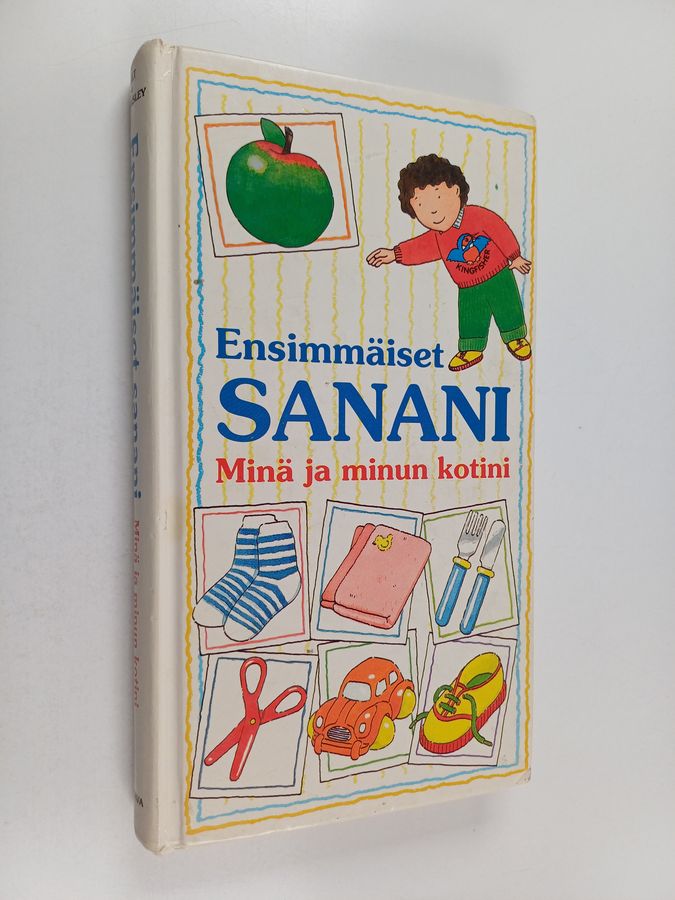 Ensimmäiset
SANANI
Minä ja minun kotini
KINGFISHER
Ensimmäiset sanani
Minä ja minun kotini